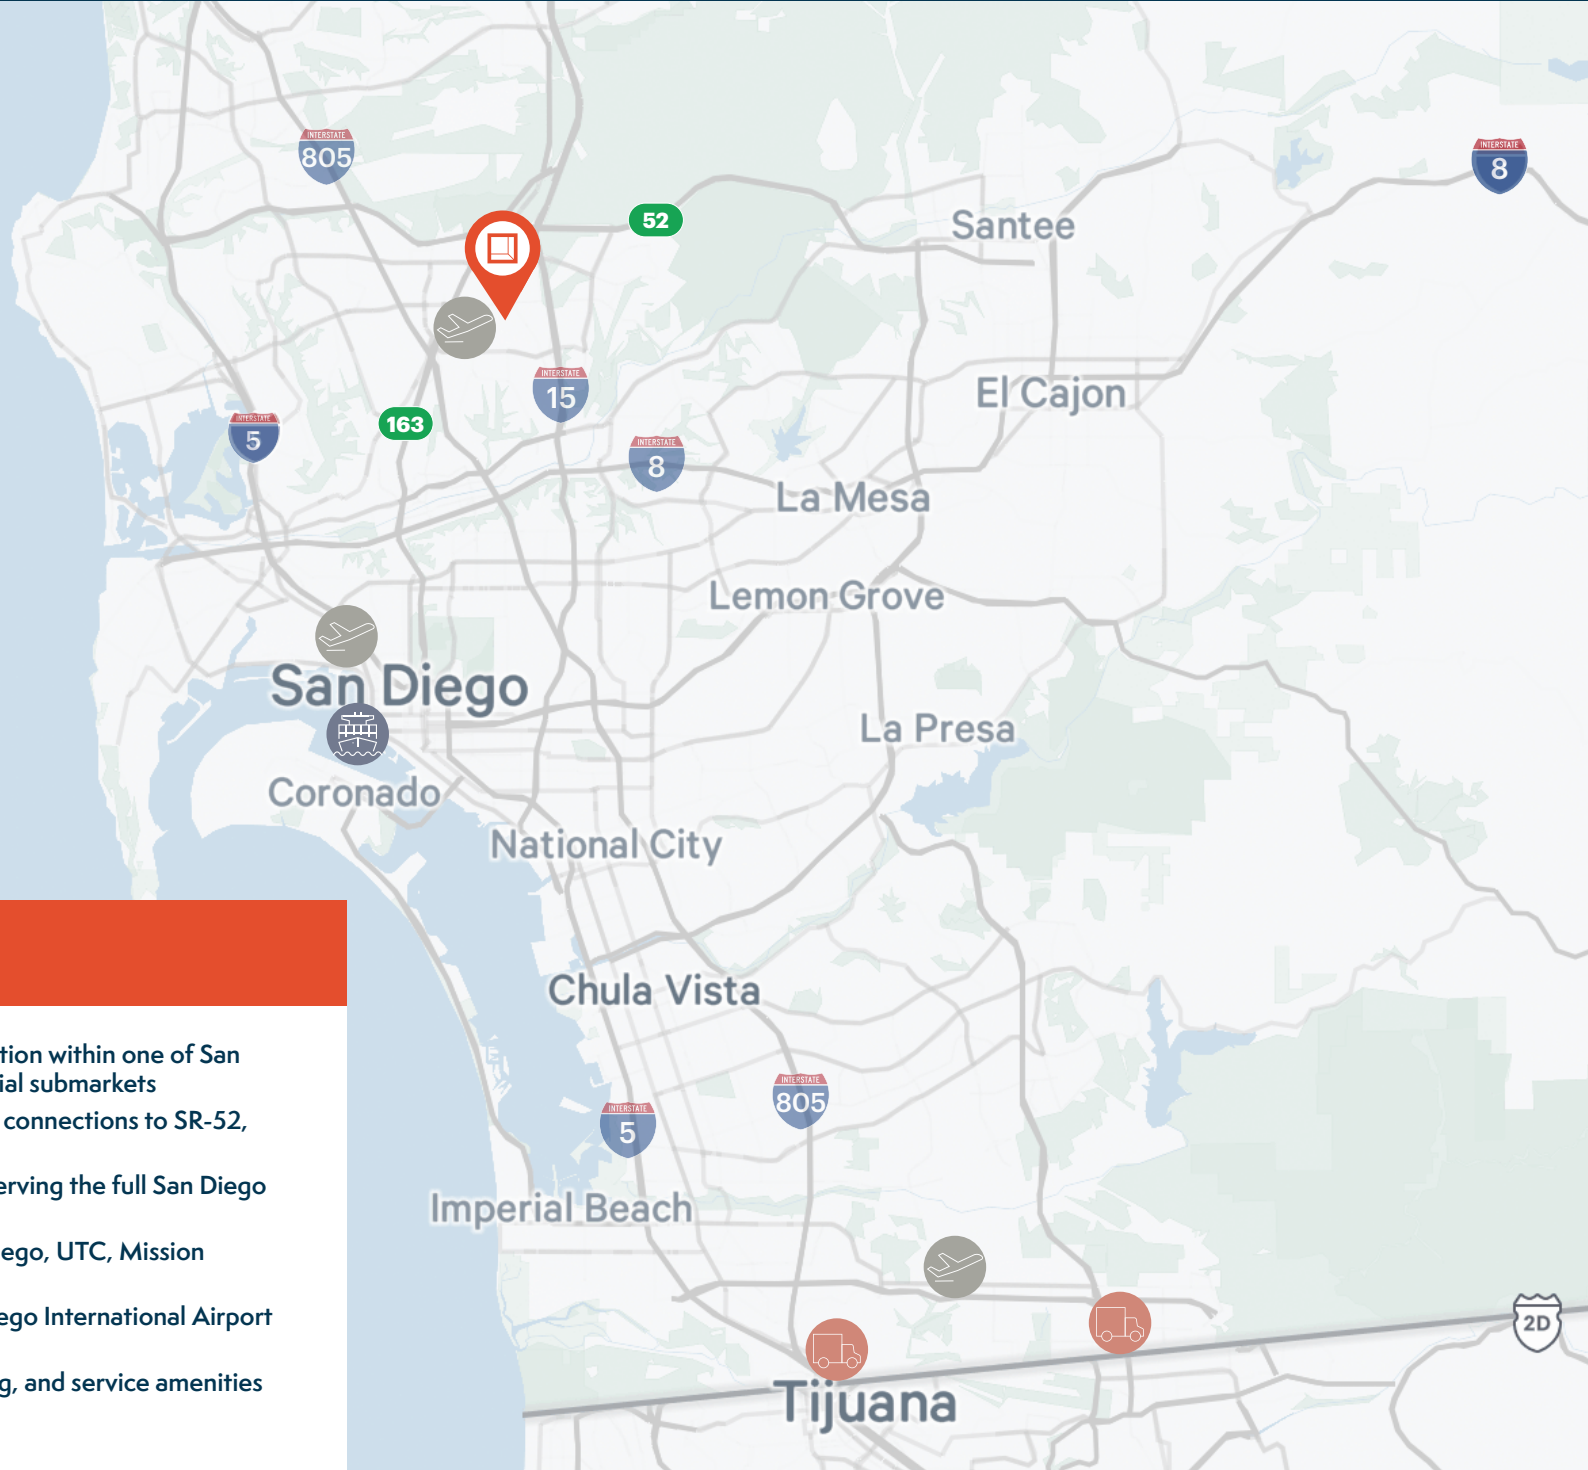 INTERSTATE
805
INTERSTATE
8
52
Santee
INTERSTATE
15
El Cajon
INTERSTATE
5
163
INTERSTATE
8
La Mesa
Lemon Grove
San Diego
La Presa
Coronado
National City
Chula Vista
tion within one of San
ial submarkets
connections to SR-52,
erving the full San Diego
iego, UTC, Mission
ego International Airport
g, and service amenities
INTERSTATE
805
INTERSTATE
5
Imperial Beach
2D
Tijuana